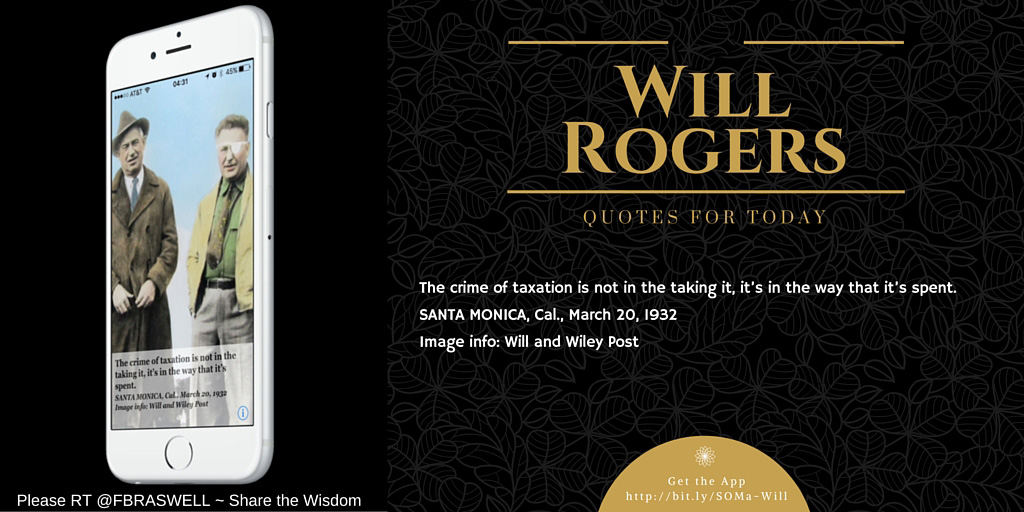 AT&T
04:31
45%
The crime of taxation is not in the
taking it, it's in the way that it's
spent.
SANTA MONICA, Cal., March 20, 1932
Image info: Will and Wiley Post
Please RT @FBRASWELL ~ Share the Wisdom
WILL
ROGERS
QUOTES FOR TODAY
The crime of taxation is not in the taking it, it's in the way that it's spent.
SANTA MONICA, Cal., March 20, 1932
Image info: Will and Wiley Post
Get the App
http://bit.ly/SOMa-Will